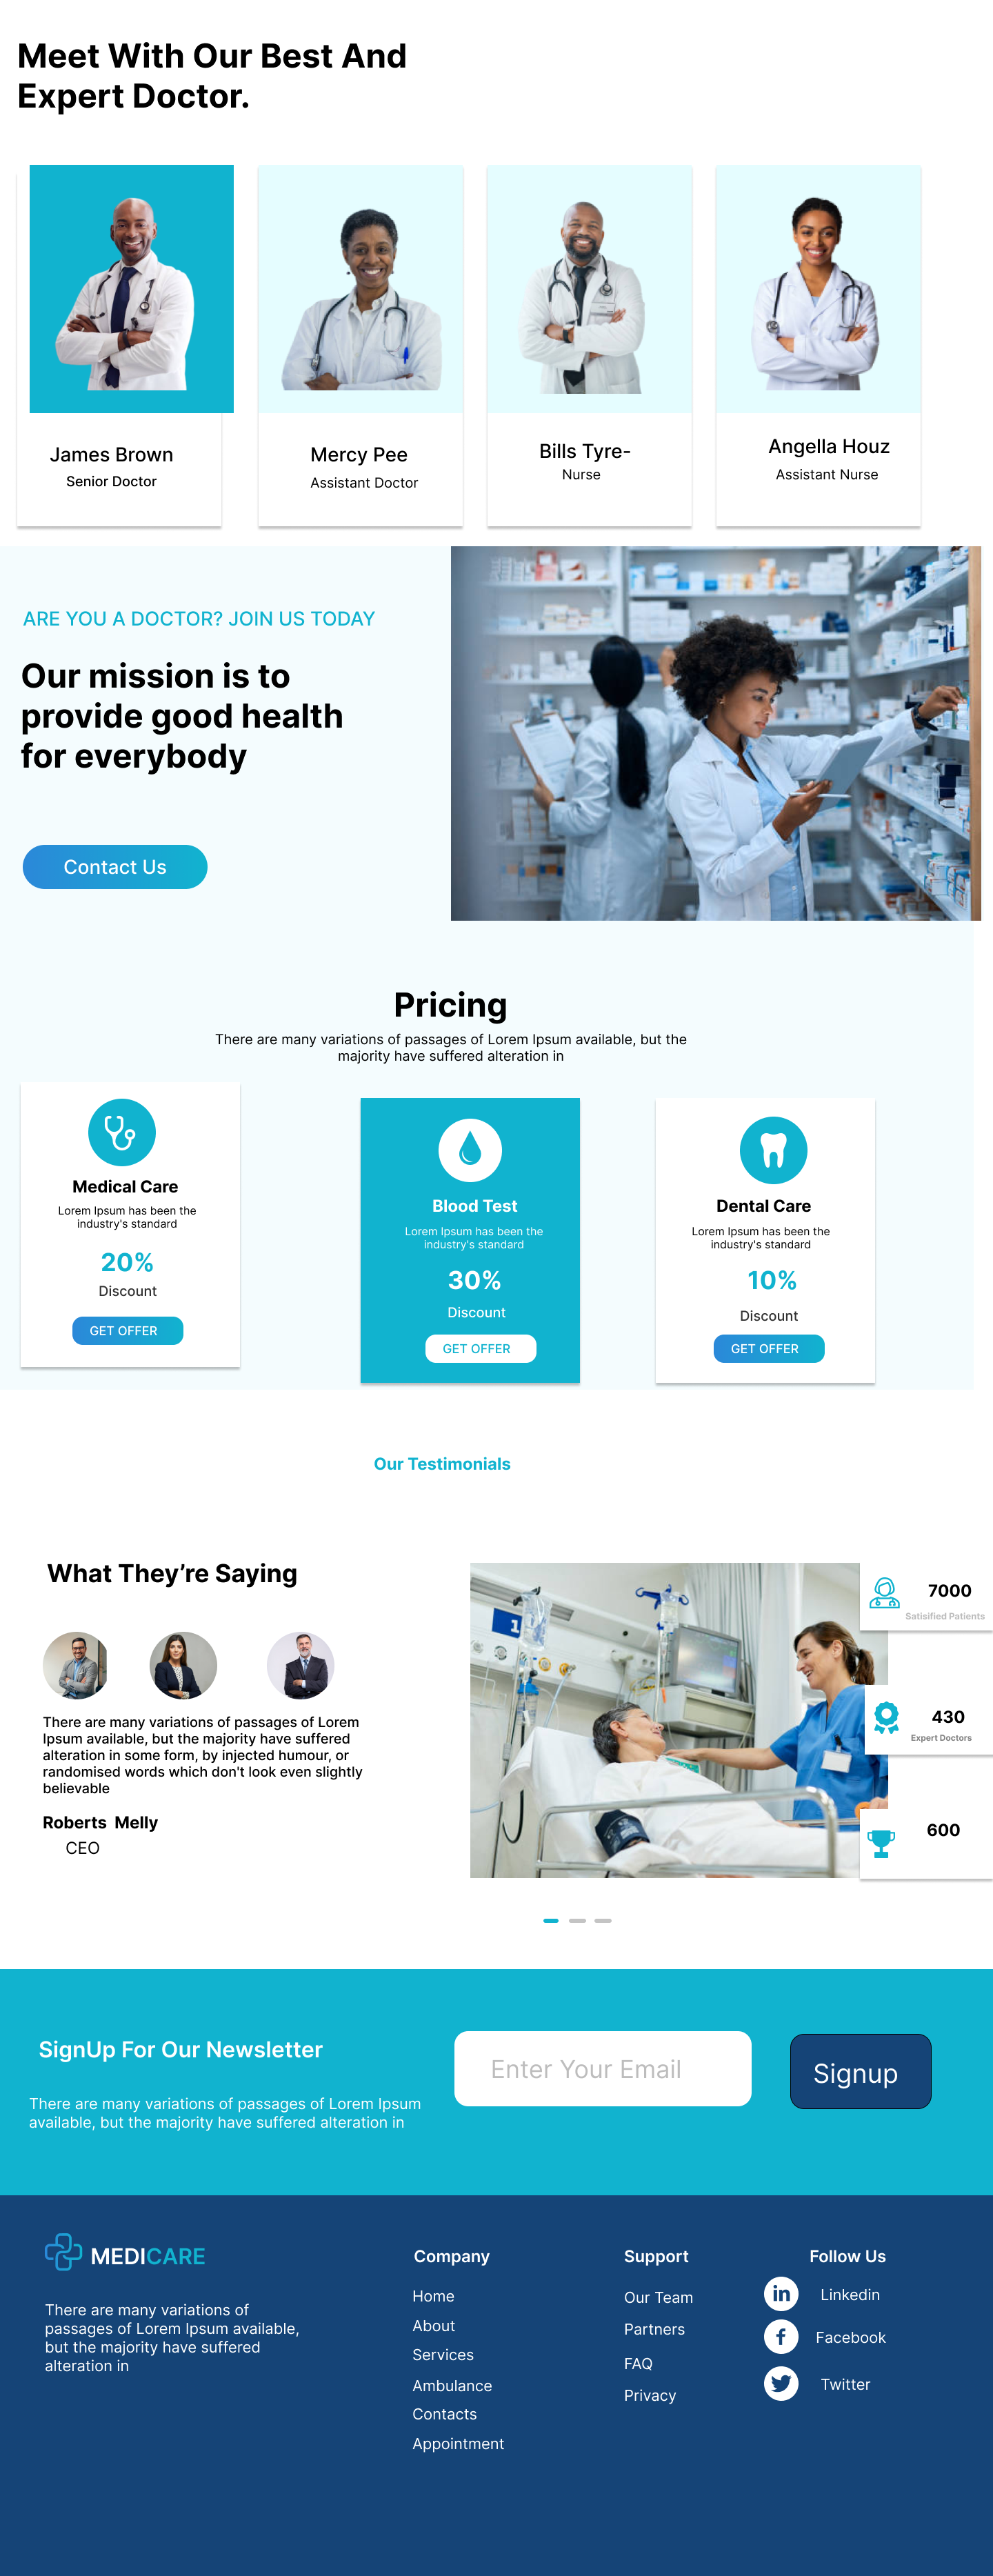 Meet With Our Best And
Expert Doctor.
James Brown
Senior Doctor
Mercy Pee
Assistant Doctor
Bills Tyre-
Nurse
Angella Houz
Assistant Nurse
ARE YOU A DOCTOR? JOIN US TODAY
Our mission is to
provide good health
for everybody
Contact Us
Pricing
There are many variations of passages of Lorem Ipsum available, but the
majority have suffered alteration in
Medical Care
Lorem Ipsum has been the
industry's standard
20%
Discount
GET OFFER
Blood Test
Lorem Ipsum has been the
industry's standard
30%
Discount
GET OFFER
Dental Care
Lorem Ipsum has been the
industry's standard
10%
Discount
GET OFFER
Our Testimonials
What They’re Saying
There are many variations of passages of Lorem
Ipsum available, but the majority have suffered
alteration in some form, by injected humour, or
randomised words which don't look even slightly
believable
Roberts Melly
CEO
1
7000
Satisified Patients
430
Expert Doctors
600
SignUp For Our Newsletter
There are many variations of passages of Lorem Ipsum
available, but the majority have suffered alteration in
Enter Your Email
Signup
MEDICARE
There are many variations of
passages of Lorem Ipsum available,
but the majority have suffered
alteration in
Company
Home
About
Services
Ambulance
Contacts
Appointment
Support
Our Team
Partners
FAQ
Privacy
Follow Us
in
Linkedin
f
Facebook
Twitter